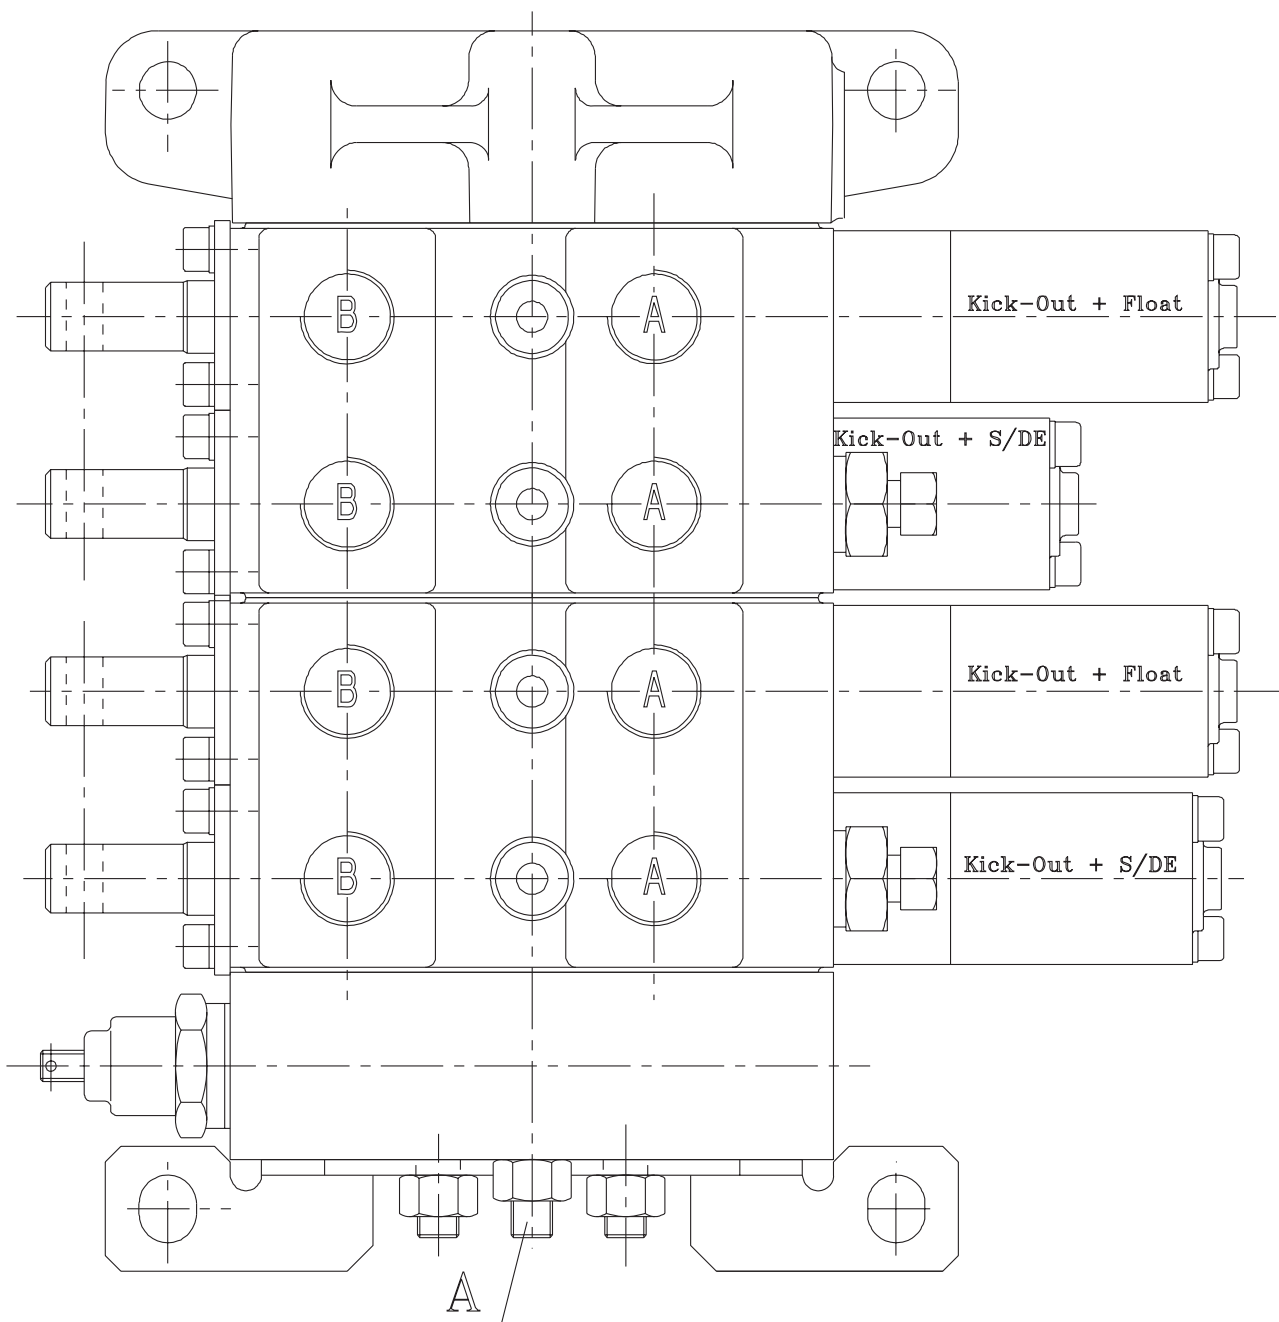 B A Kick-Out + Float
Kick-Out + S/DE
B A
B A Kick-Out + Float
B A Kick-Out + S/DE
A